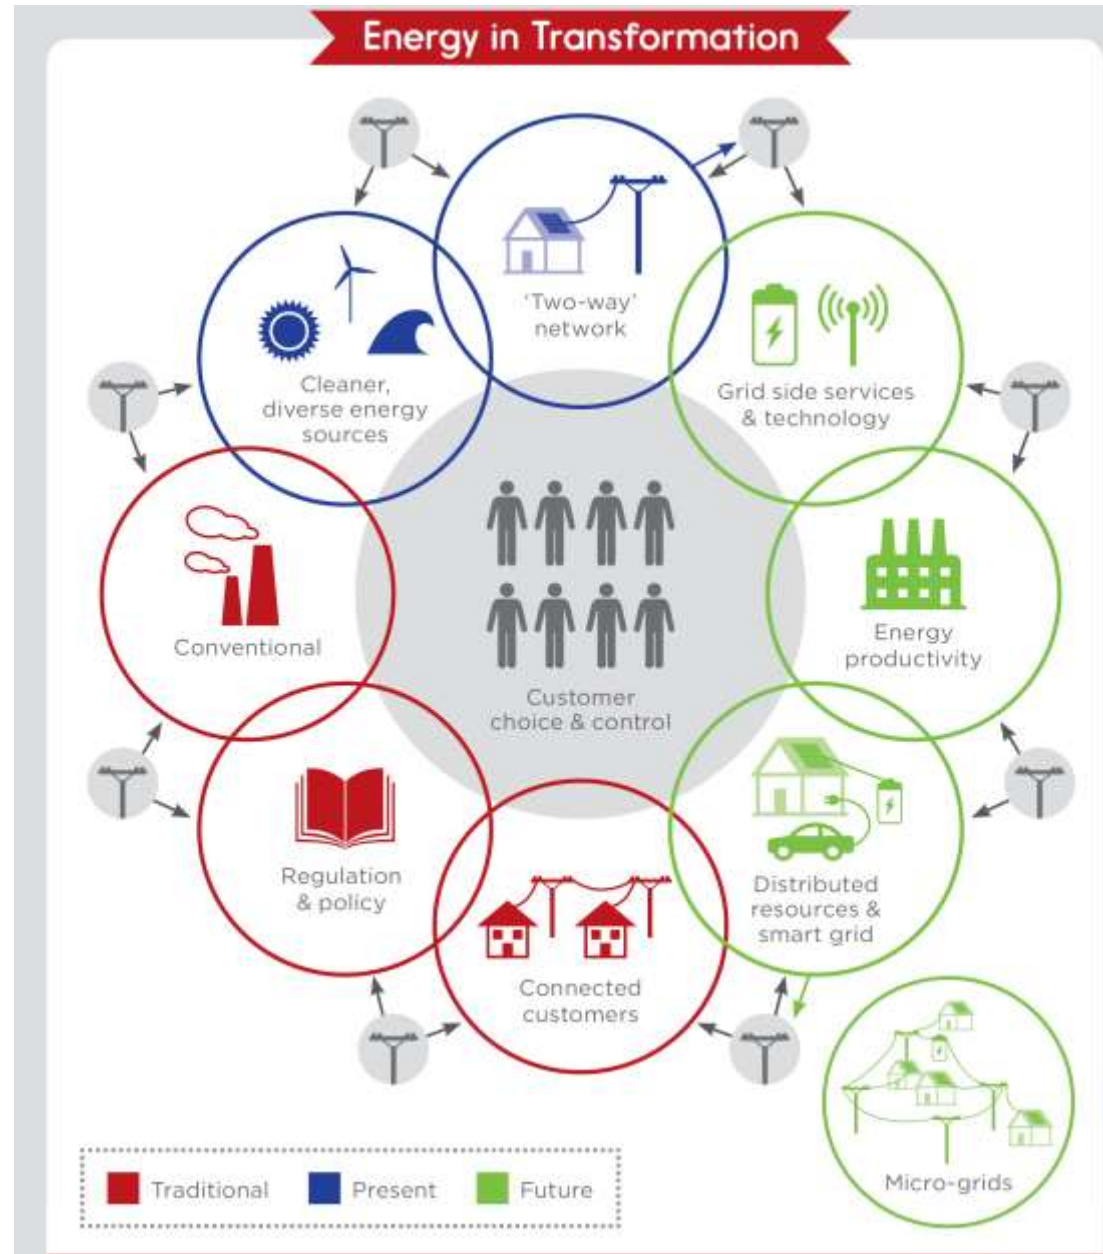 Energy in Transformation
'Two-way'
network
Cleaner,
diverse energy
sources
Grid side services
& technology
Conventional
Customer
choice & control
Energy
productivity
Regulation
& policy
Distributed
resources &
smart grid
Connected
customers
Micro-grids
Traditional
Present
Future